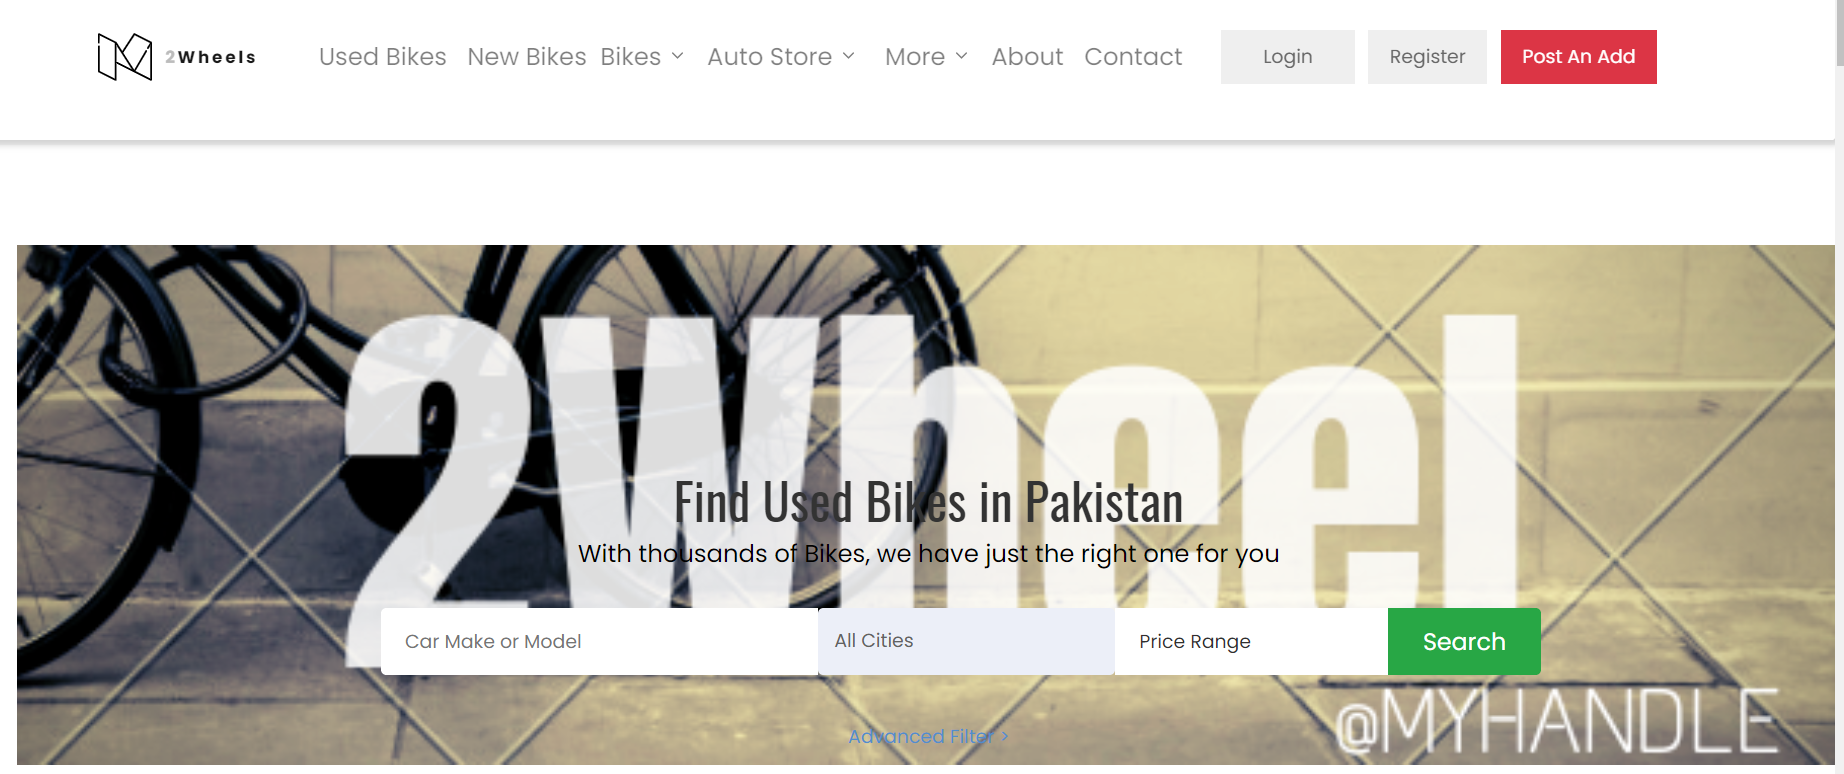 2Wheels
Used Bikes New Bikes Bikes Auto Store More About Contact Login Register Post An Add
2Wheel
Find Used Bikes in Pakistan
With thousands of Bikes, we have just the right one for you
Car Make or Model All Cities Price Range Search
@MYHANDLE
Advanced Filter >